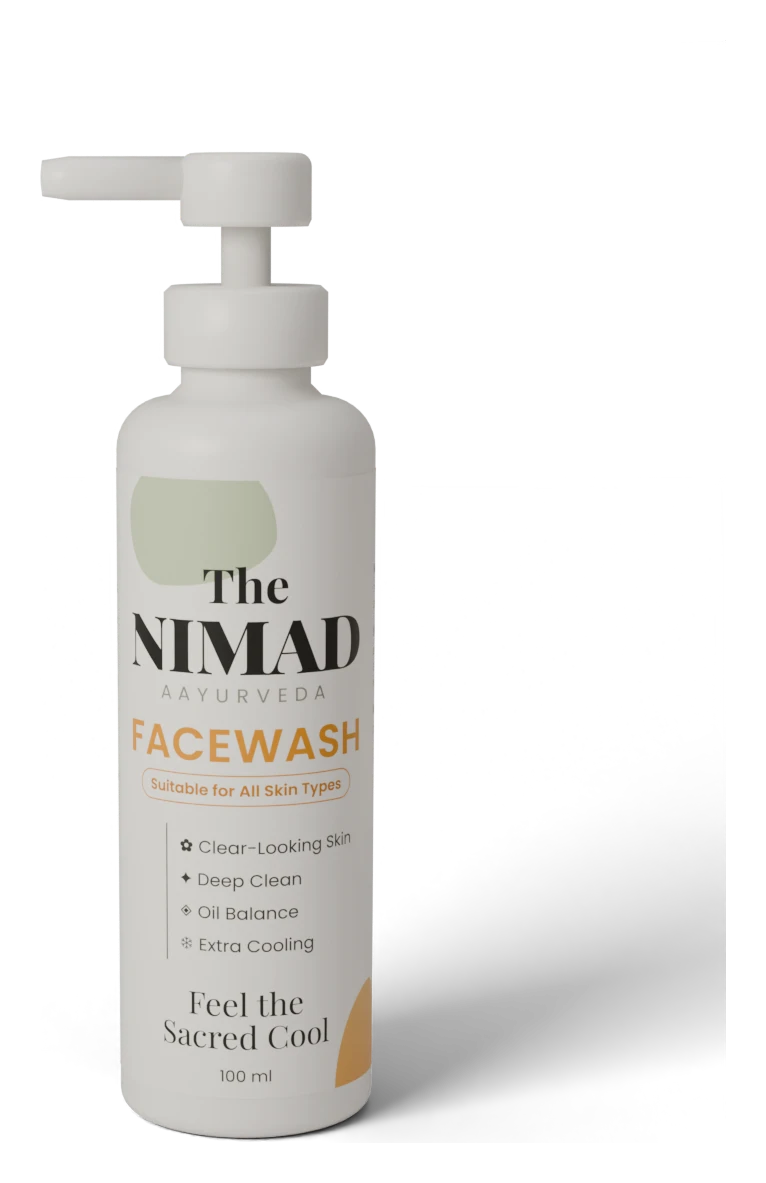 The
NIMAD
AAYURVEDA
FACEWASH
Suitable for All Skin Types
Clear-Looking Skin
Deep Clean
Oil Balance
Extra Cooling
Feel the
Sacred Cool
100 ml